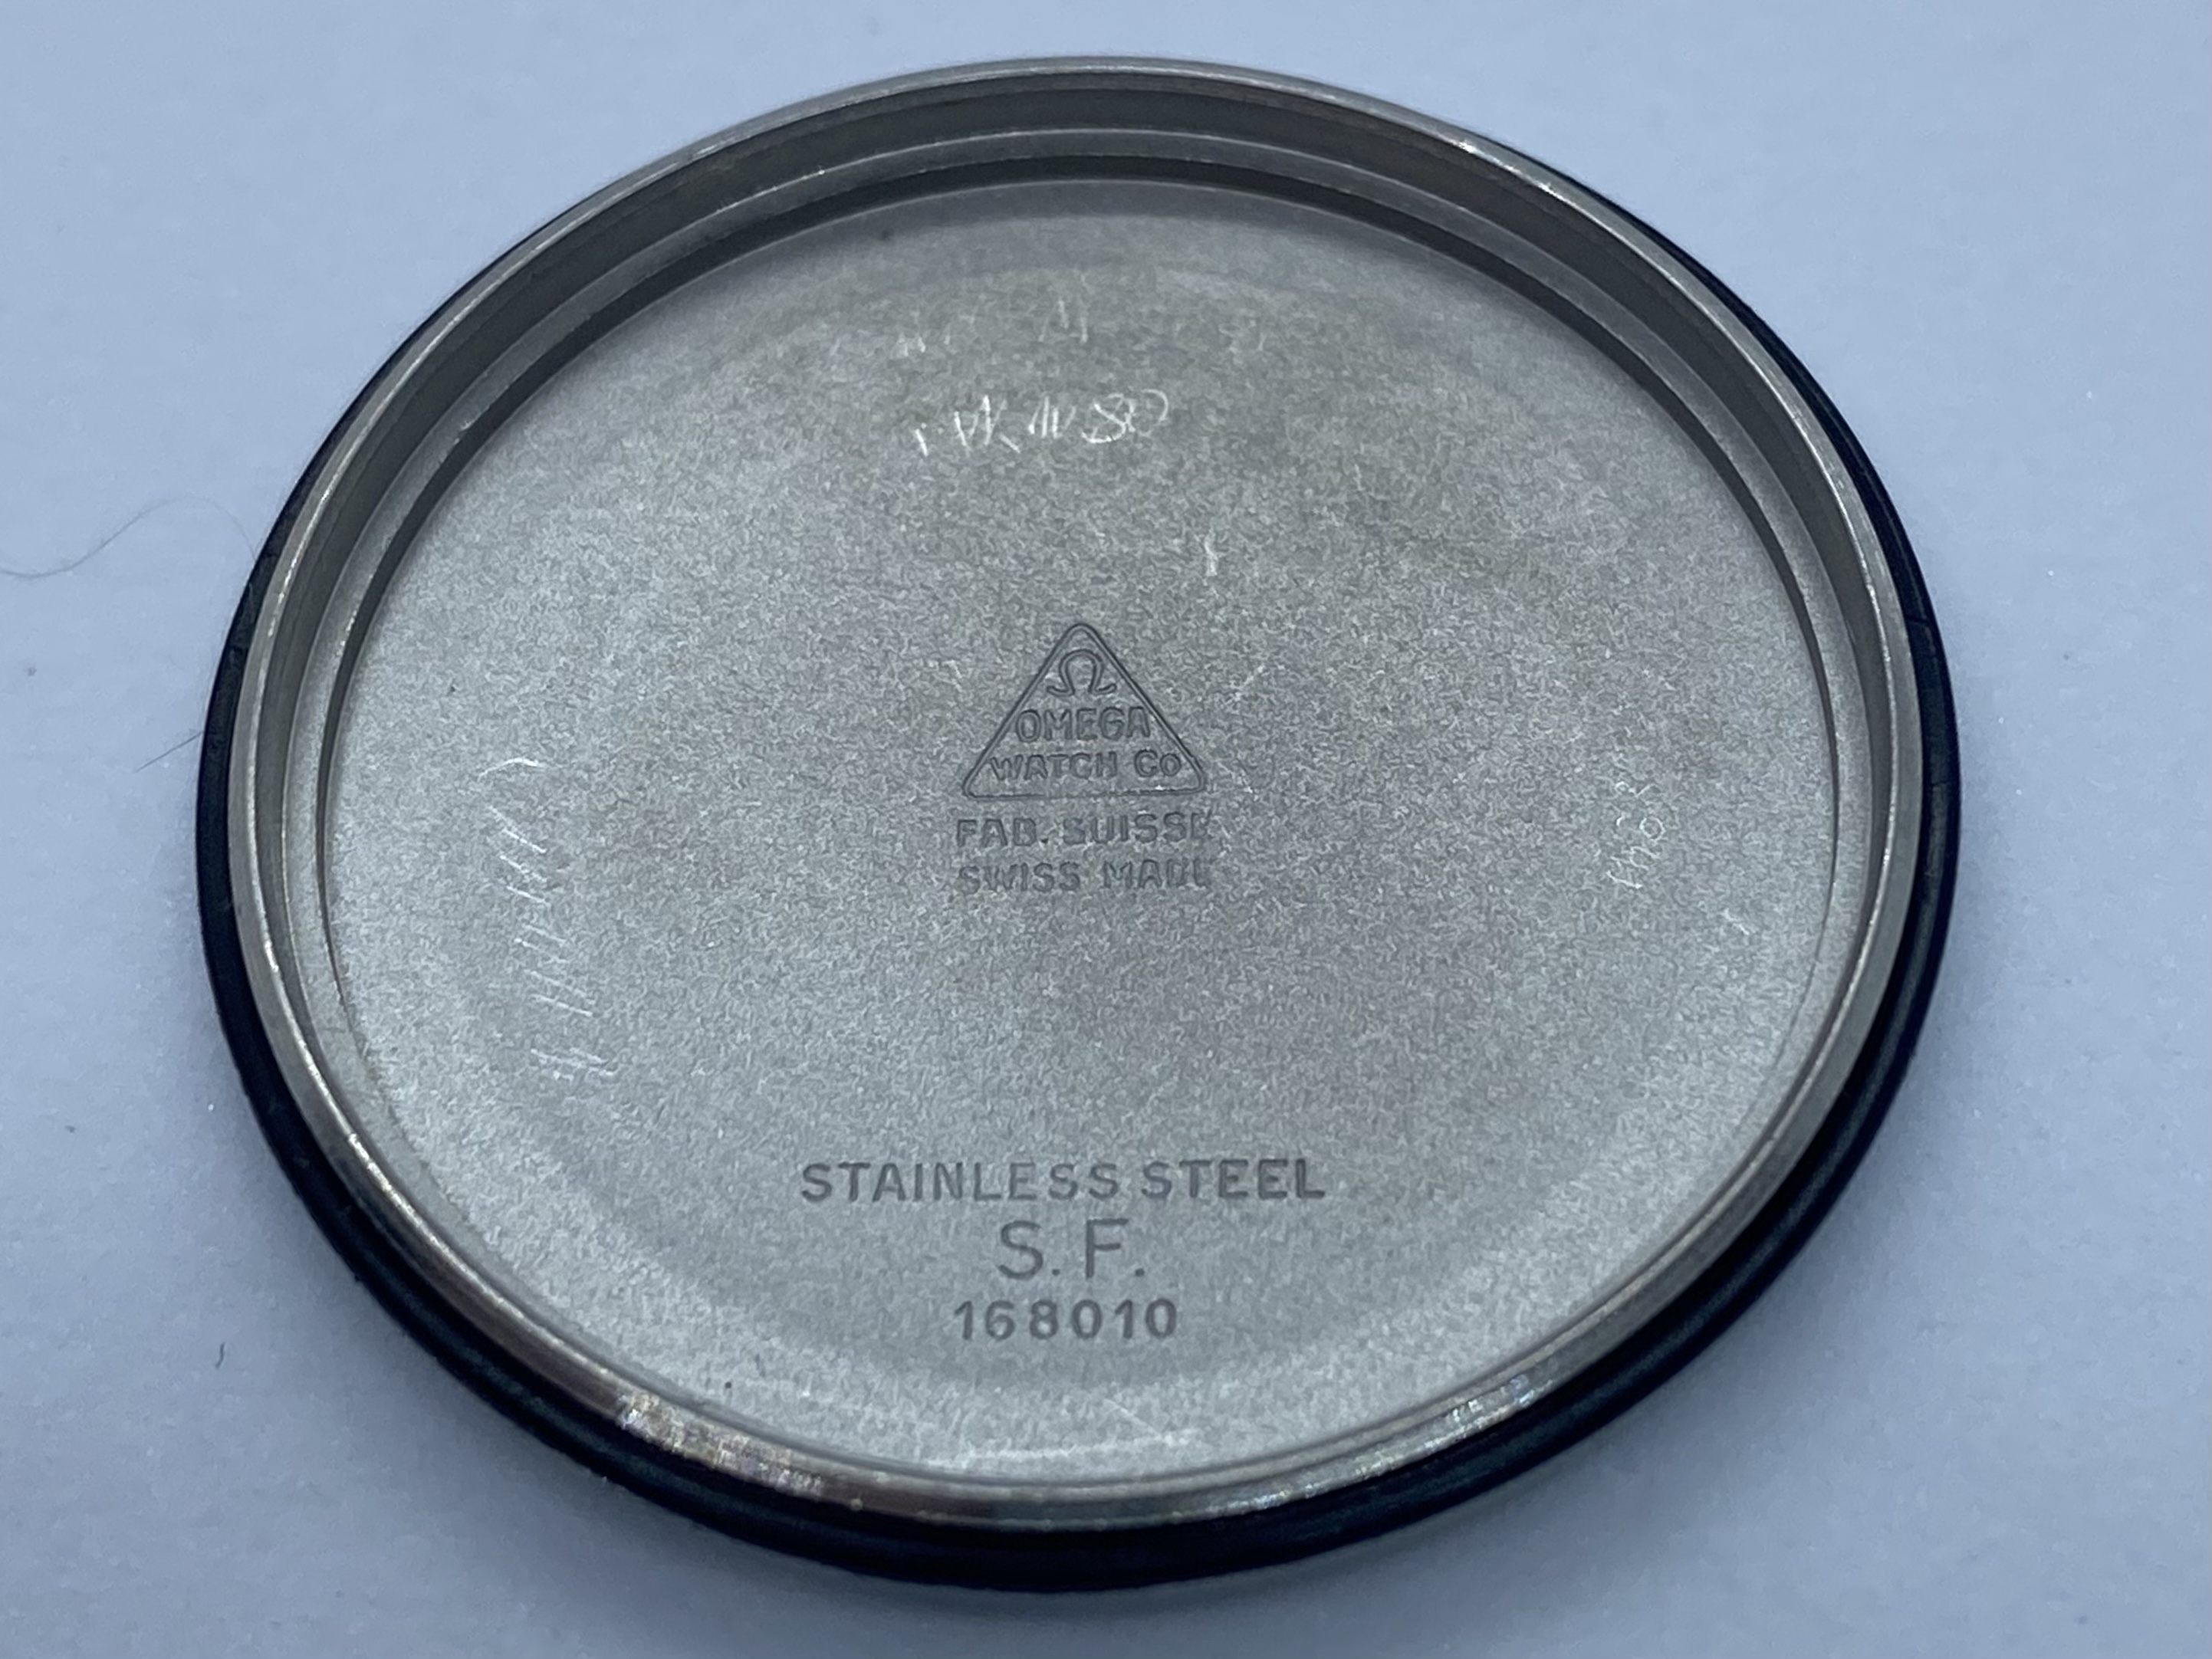 Ω
OMEGA
WATCH Co
FAB. SUISSE
SWISS MADE
STAINLESS STEEL
S. F.
168010